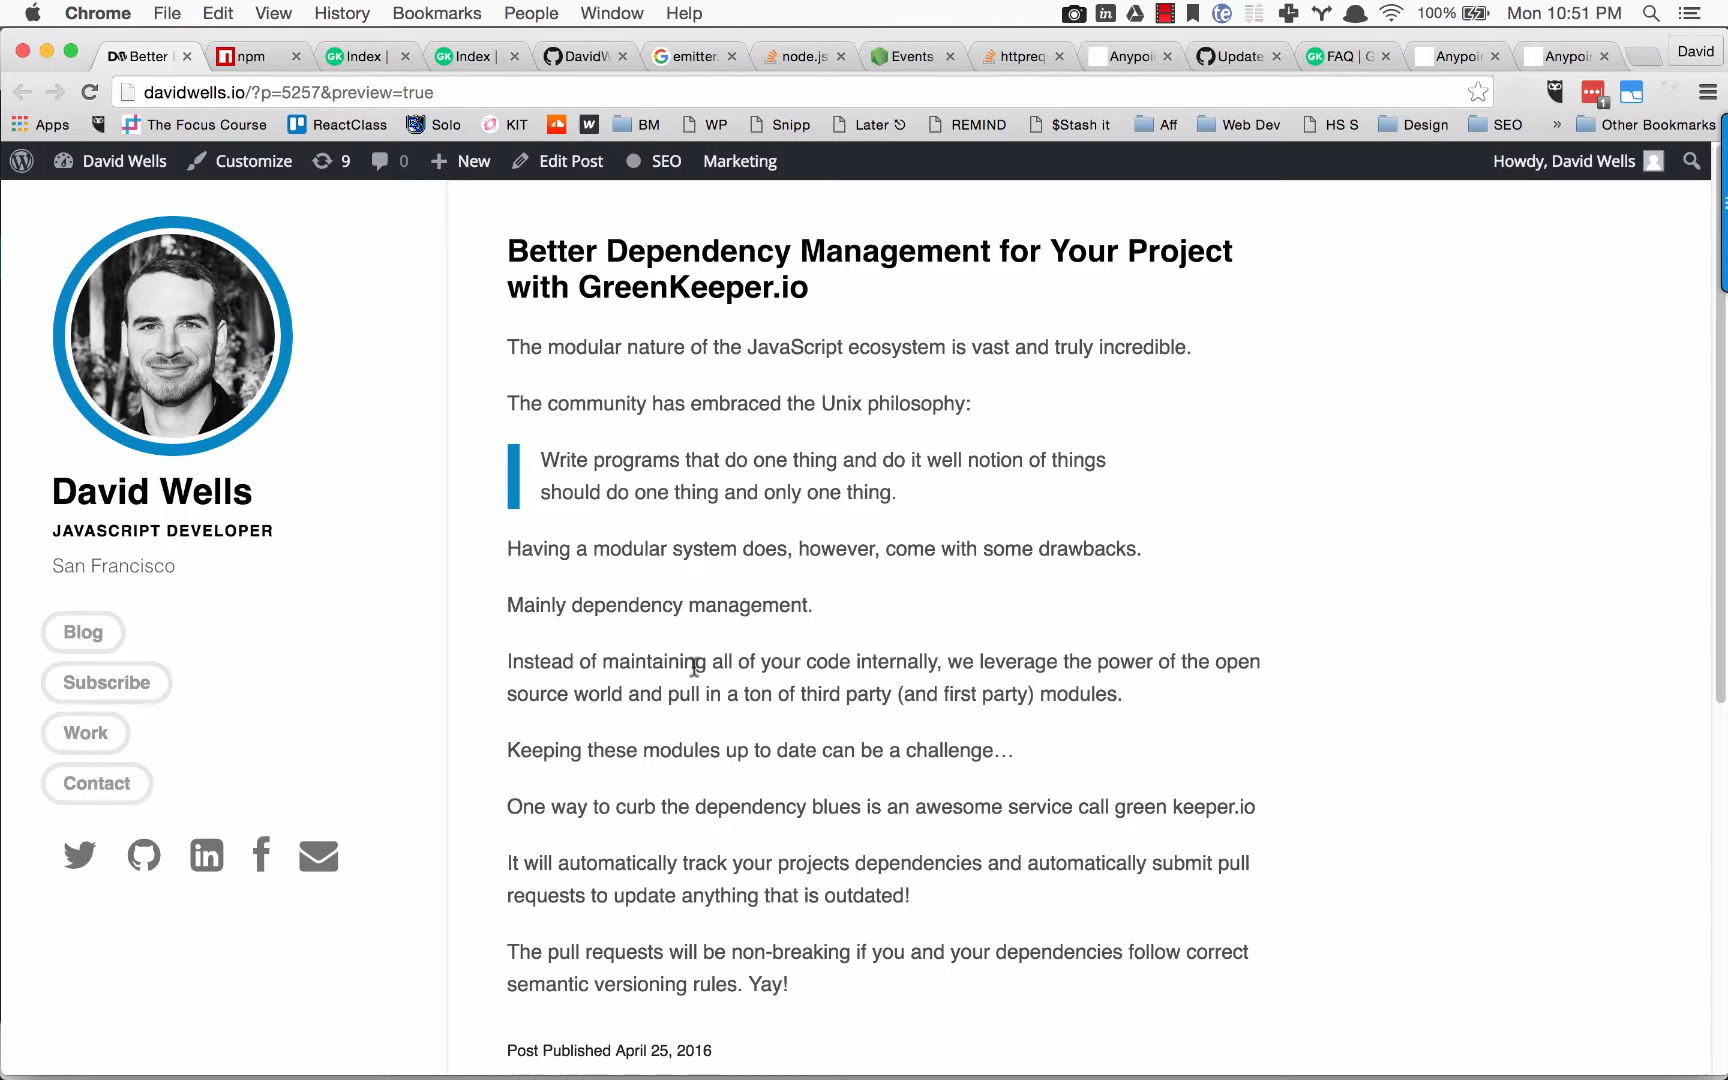 Chrome File Edit View History Bookmarks People Window Help 100% Mon 10:51 PM
Better npm Index | Index | DavidW emitter. node.js Events httpreq Anypoin Update FAQ | G Anypoin Anypoin David
davidwells.io/?p=5257&preview=true
Apps The Focus Course ReactClass Solo KIT W BM WP Snipp Later REMIND $Stash it Aff Web Dev HS S Design SEO » Other Bookmarks
David Wells Customize 9 0 New Edit Post SEO Marketing Howdy, David Wells
Better Dependency Management for Your Project
with GreenKeeper.io
The modular nature of the JavaScript ecosystem is vast and truly incredible.
The community has embraced the Unix philosophy:
Write programs that do one thing and do it well notion of things
should do one thing and only one thing.
Having a modular system does, however, come with some drawbacks.
Mainly dependency management.
Instead of maintaining all of your code internally, we leverage the power of the open
source world and pull in a ton of third party (and first party) modules.
Keeping these modules up to date can be a challenge…
One way to curb the dependency blues is an awesome service call green keeper.io
It will automatically track your projects dependencies and automatically submit pull
requests to update anything that is outdated!
The pull requests will be non-breaking if you and your dependencies follow correct
semantic versioning rules. Yay!
Post Published April 25, 2016
David Wells
JAVASCRIPT DEVELOPER
San Francisco
Blog
Subscribe
Work
Contact